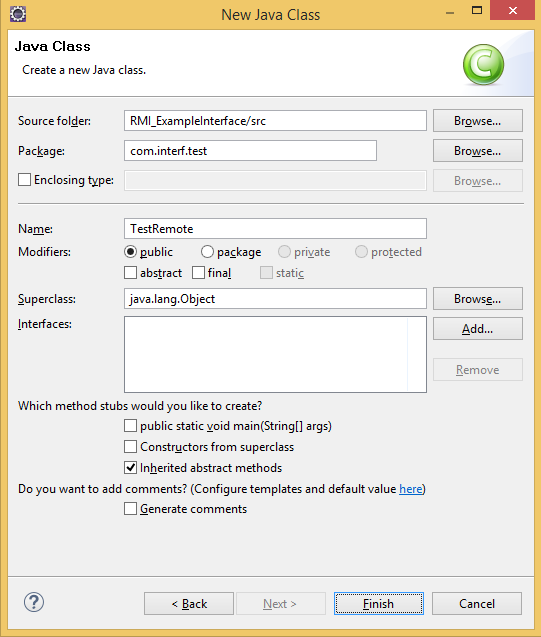 New Java Class
Java Class
Create a new Java class.
C
Source folder: RMI_ExampleInterface/src Browse...
Package: com.interf.test Browse...
Enclosing type: Browse...
Name: TestRemote
Modifiers: public package private protected
abstract final static
Superclass: java.lang.Object Browse...
Interfaces: Add...
Remove
Which method stubs would you like to create?
public static void main(String[] args)
Constructors from superclass
Inherited abstract methods
Do you want to add comments? (Configure templates and default value here)
Generate comments
? < Back Next > Finish Cancel